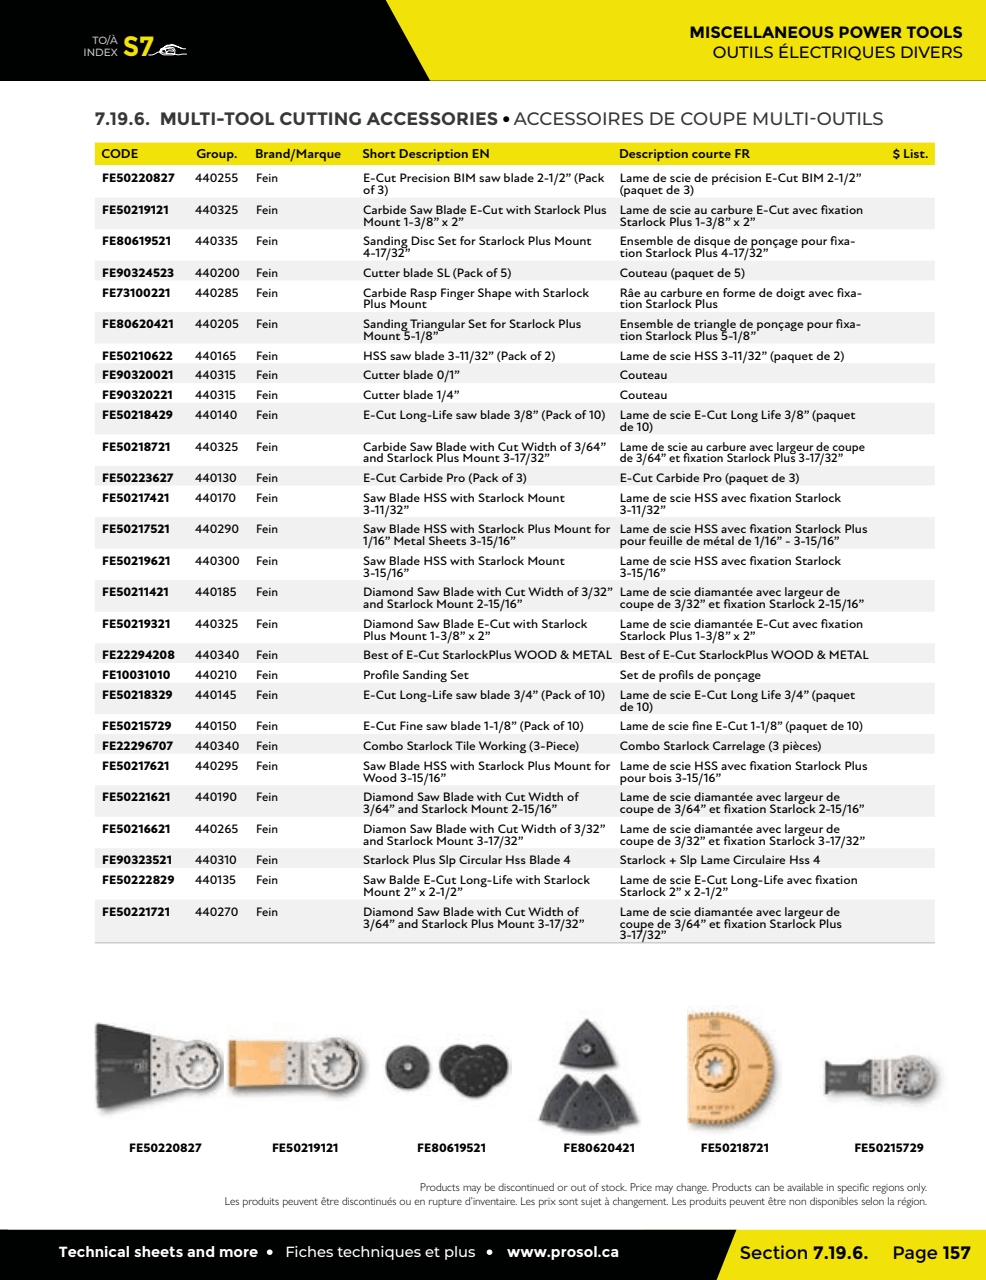 TO/À
INDEX S7
MISCELLANEOUS POWER TOOLS
OUTILS ÉLECTRIQUES DIVERS
7.19.6. MULTI-TOOL CUTTING ACCESSORIES • ACCESSOIRES DE COUPE MULTI-OUTILS
CODE Group. Brand/Marque Short Description EN Description courte FR $ List.
FE50220827 440255 Fein E-Cut Precision BIM saw blade 2-1/2” (Pack Lame de scie de précision E-Cut BIM 2-1/2”
of 3) (paquet de 3)
FE50219121 440325 Fein Carbide Saw Blade E-Cut with Starlock Plus Lame de scie au carbure E-Cut avec fixation
Mount 1-3/8” x 2” Starlock Plus 1-3/8” x 2”
FE80619521 440335 Fein Sanding Disc Set for Starlock Plus Mount Ensemble de disque de ponçage pour fixa-
4-17/32” tion Starlock Plus 4-17/32”
FE90324523 440200 Fein Cutter blade SL (Pack of 5) Couteau (paquet de 5)
FE73100221 440285 Fein Carbide Rasp Finger Shape with Starlock Râe au carbure en forme de doigt avec fixa-
Plus Mount tion Starlock Plus
FE80620421 440205 Fein Sanding Triangular Set for Starlock Plus Ensemble de triangle de ponçage pour fixa-
Mount 5-1/8” tion Starlock Plus 5-1/8”
FE50210622 440165 Fein HSS saw blade 3-11/32” (Pack of 2) Lame de scie HSS 3-11/32” (paquet de 2)
FE90320021 440315 Fein Cutter blade 0/1” Couteau
FE90320221 440315 Fein Cutter blade 1/4” Couteau
FE50218429 440140 Fein E-Cut Long-Life saw blade 3/8” (Pack of 10) Lame de scie E-Cut Long Life 3/8” (paquet
de 10)
FE50218721 440325 Fein Carbide Saw Blade with Cut Width of 3/64” Lame de scie au carbure avec largeur de coupe
and Starlock Plus Mount 3-17/32” de 3/64” et fixation Starlock Plus 3-17/32”
FE50223627 440130 Fein E-Cut Carbide Pro (Pack of 3) E-Cut Carbide Pro (paquet de 3)
FE50217421 440170 Fein Saw Blade HSS with Starlock Mount Lame de scie HSS avec fixation Starlock
3-11/32” 3-11/32”
FE50217521 440290 Fein Saw Blade HSS with Starlock Plus Mount for Lame de scie HSS avec fixation Starlock Plus
1/16” Metal Sheets 3-15/16” pour feuille de métal de 1/16” - 3-15/16”
FE50219621 440300 Fein Saw Blade HSS with Starlock Mount Lame de scie HSS avec fixation Starlock
3-15/16” 3-15/16”
FE50211421 440185 Fein Diamond Saw Blade with Cut Width of 3/32” Lame de scie diamantée avec largeur de
and Starlock Mount 2-15/16” coupe de 3/32” et fixation Starlock 2-15/16”
FE50219321 440325 Fein Diamond Saw Blade E-Cut with Starlock Lame de scie diamantée E-Cut avec fixation
Plus Mount 1-3/8” x 2” Starlock Plus 1-3/8” x 2”
FE22294208 440340 Fein Best of E-Cut StarlockPlus WOOD & METAL Best of E-Cut StarlockPlus WOOD & METAL
FE10031010 440210 Fein Profile Sanding Set Set de profils de ponçage
FE50218329 440145 Fein E-Cut Long-Life saw blade 3/4” (Pack of 10) Lame de scie E-Cut Long Life 3/4” (paquet
de 10)
FE50215729 440150 Fein E-Cut Fine saw blade 1-1/8” (Pack of 10) Lame de scie fine E-Cut 1-1/8” (paquet de 10)
FE22296707 440340 Fein Combo Starlock Tile Working (3-Piece) Combo Starlock Carrelage (3 pièces)
FE50217621 440295 Fein Saw Blade HSS with Starlock Plus Mount for Lame de scie HSS avec fixation Starlock Plus
Wood 3-15/16” pour bois 3-15/16”
FE50221621 440190 Fein Diamond Saw Blade with Cut Width of Lame de scie diamantée avec largeur de
3/64” and Starlock Mount 2-15/16” coupe de 3/64” et fixation Starlock 2-15/16”
FE50216621 440265 Fein Diamon Saw Blade with Cut Width of 3/32” Lame de scie diamantée avec largeur de
and Starlock Mount 3-17/32” coupe de 3/32” et fixation Starlock 3-17/32”
FE90323521 440310 Fein Starlock Plus Slp Circular Hss Blade 4 Starlock + Slp Lame Circulaire Hss 4
FE50222829 440135 Fein Saw Balde E-Cut Long-Life with Starlock Lame de scie E-Cut Long-Life avec fixation
Mount 2” x 2-1/2” Starlock 2” x 2-1/2”
FE50221721 440270 Fein Diamond Saw Blade with Cut Width of Lame de scie diamantée avec largeur de
3/64” and Starlock Plus Mount 3-17/32” coupe de 3/64” et fixation Starlock Plus
3-17/32”
FE50220827 FE50219121 FE80619521 FE80620421 FE50218721 FE50215729
Products may be discontinued or out of stock. Price may change. Products can be available in specific regions only.
Les produits peuvent être discontinués ou en rupture d’inventaire. Les prix sont sujet à changement. Les produits peuvent être non disponibles selon la région.
Technical sheets and more • Fiches techniques et plus • www.prosol.ca
Section 7.19.6. Page 157